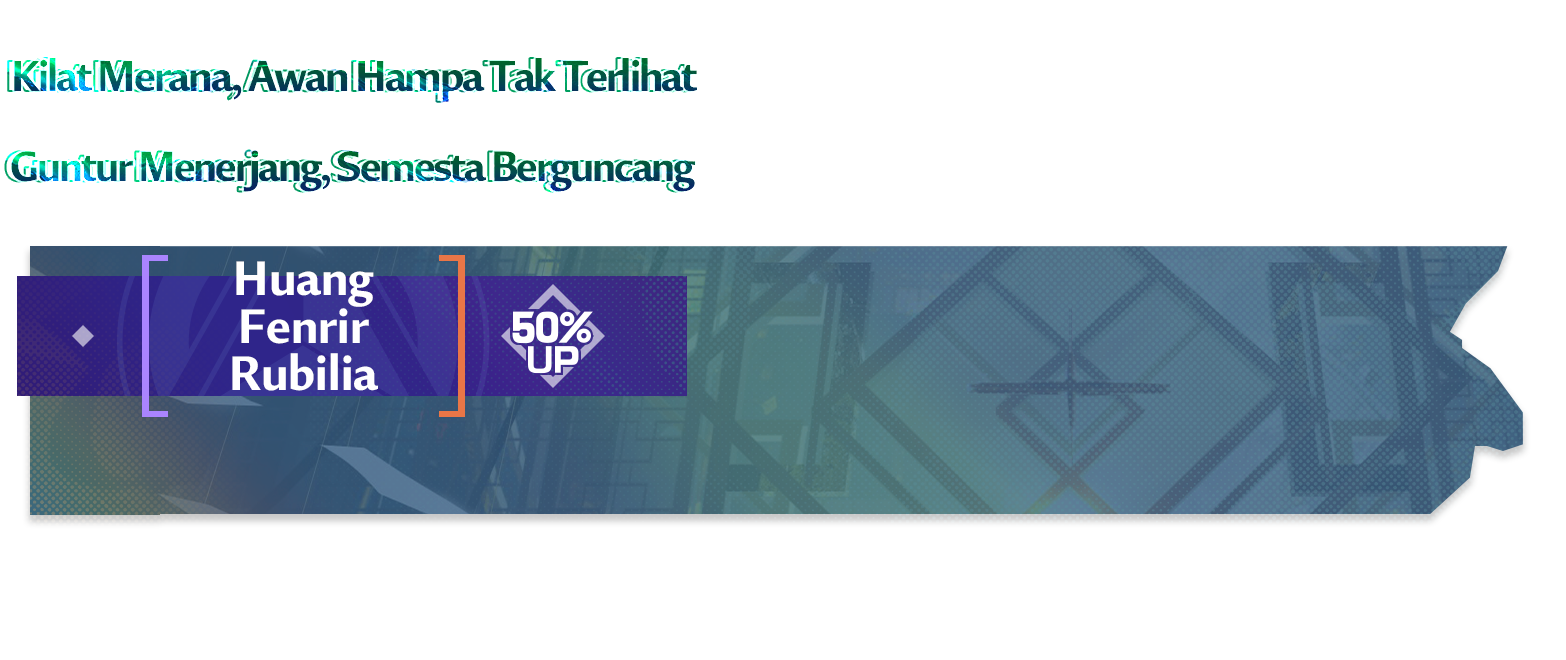 Kilat Merana, Awan Hampa Tak Terlihat
Guntur Menerjang, Semesta Berguncang
Huang
Fenrir
Rubilia
50%
UP